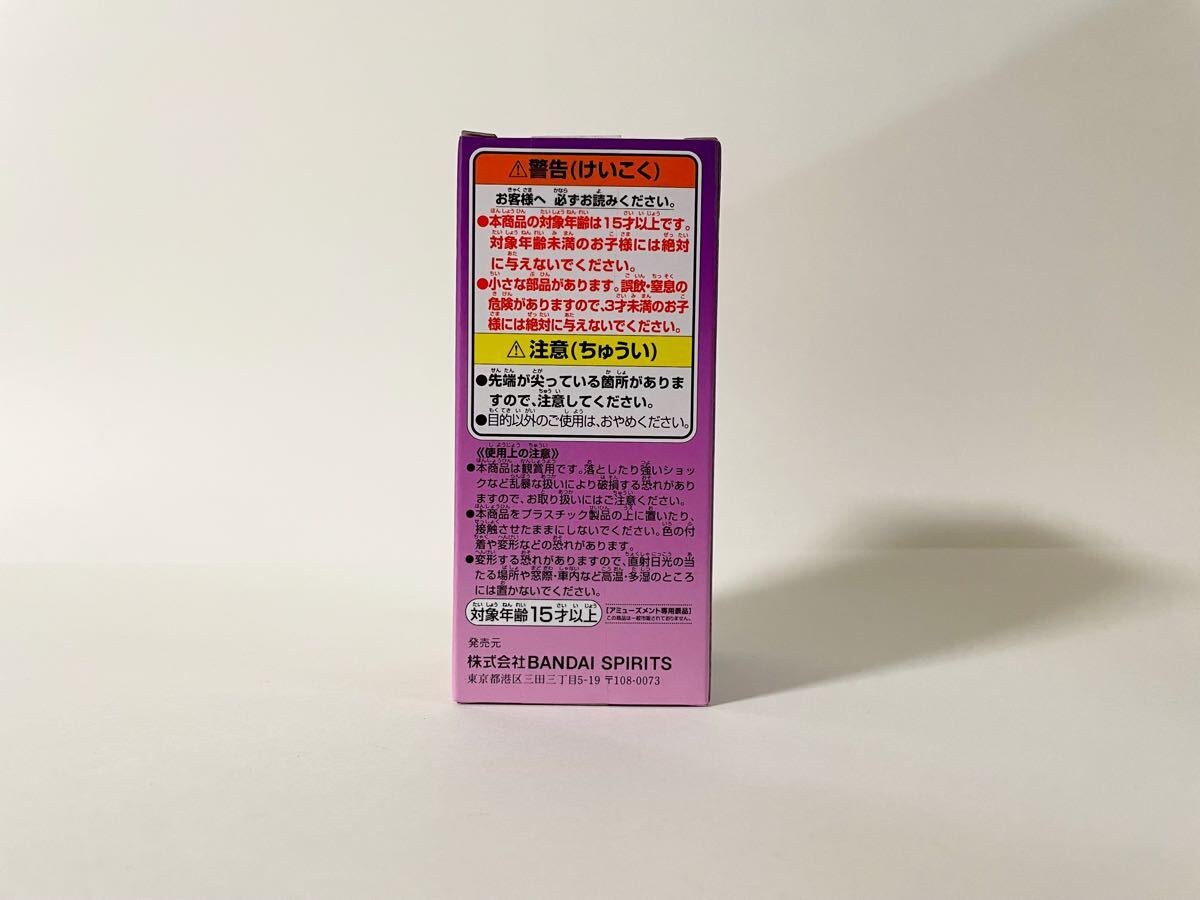 ⚠警告(けいこく)
お客様へ 必ずお読みください。
●本商品の対象年齢は15才以上です。
対象年齢未満のお子様には絶対
に与えないでください。
●小さな部品があります。誤飲・窒息の
危険がありますので、3才未満のお子
様には絶対に与えないでください。
⚠注意(ちゅうい)
●先端が尖っている箇所がありま
すので、注意してください。
●目的以外のご使用は、おやめください。
《使用上の注意》
●本商品は観賞用です。落としたり強いショッ
クなど乱暴な扱いにより破損する恐れがあり
ますので、お取り扱いにはご注意ください。
●本商品をプラスチック製品の上に置いたり、
接触させたままにしないでください。色の付
着や変形などの恐れがあります。
●変形する恐れがありますので、直射日光の当
たる場所や窓際・車内など高温・多湿のところ
には置かないでください。
対象年齢15才以上
[アミューズメント専用景品]
この商品は一般市販されておりません。
発売元
株式会社BANDAI SPIRITS
東京都港区三田三丁目5-19 〒108-0073